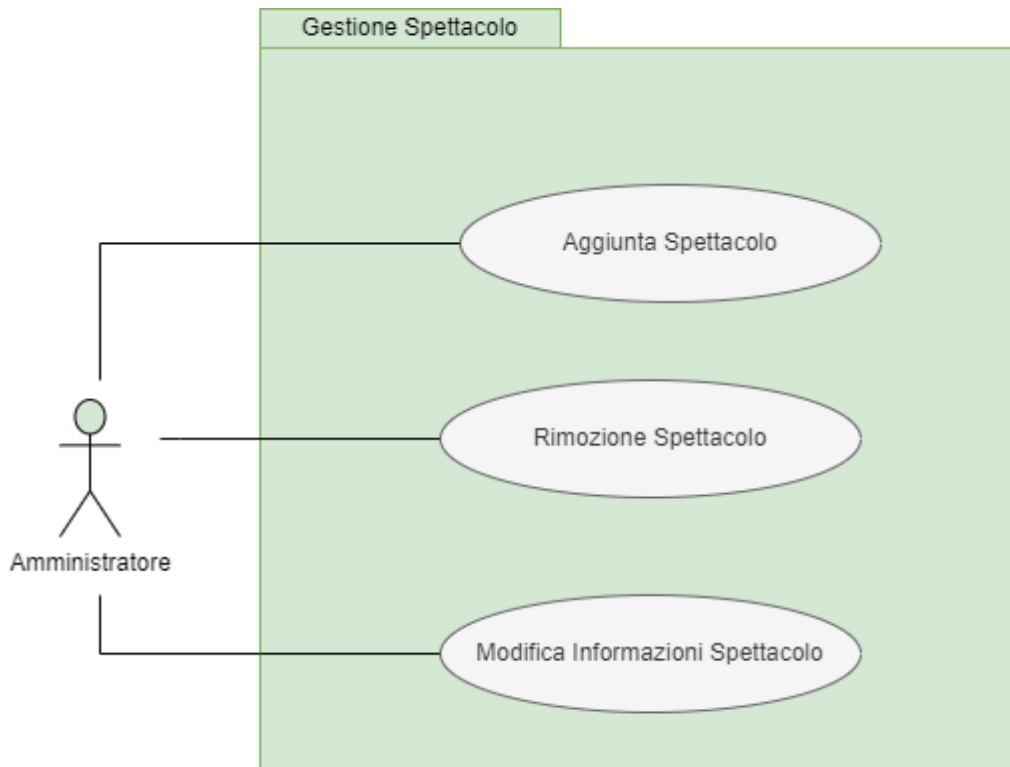 Gestione Spettacolo
Aggiunta Spettacolo
Rimozione Spettacolo
Amministratore
Modifica Informazioni Spettacolo